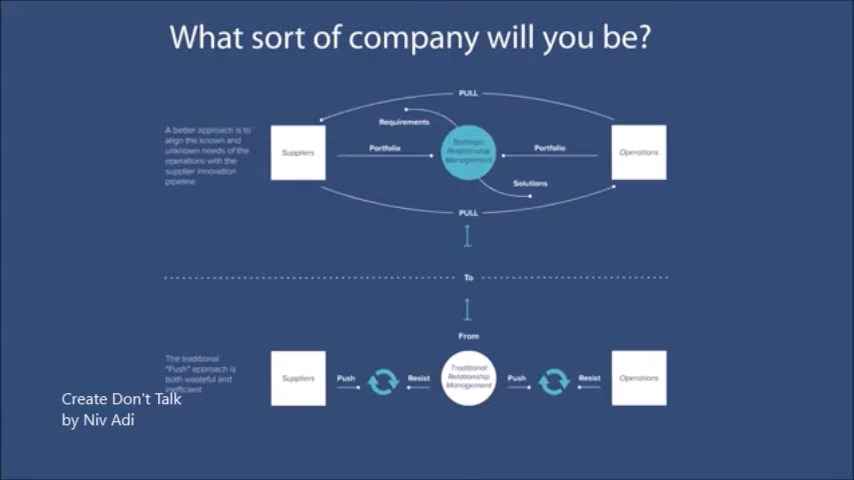 What sort of company will you be?
PULL
Requirements
A better approach is to
align the known and
unknown needs of the
operations with the
supplier innovation
pipeline
Suppliers
Portfolio
Strategic
Relationship
Management
Portfolio
Operations
Solutions
PULL
To
From
The traditional
"Push" approach is
both wasteful and
inefficient
Suppliers
Push
Resist
Traditional
Relationship
Management
Push
Resist
Operations
Create Don't Talk
by Niv Adi